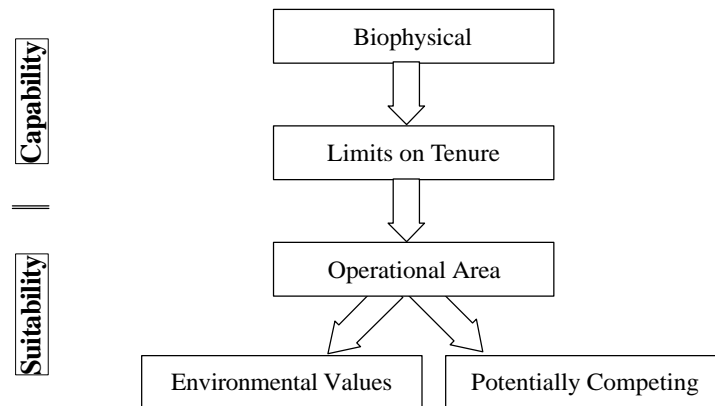 Capability
Biophysical
Limits on Tenure
Suitability
Operational Area
Environmental Values
Potentially Competing